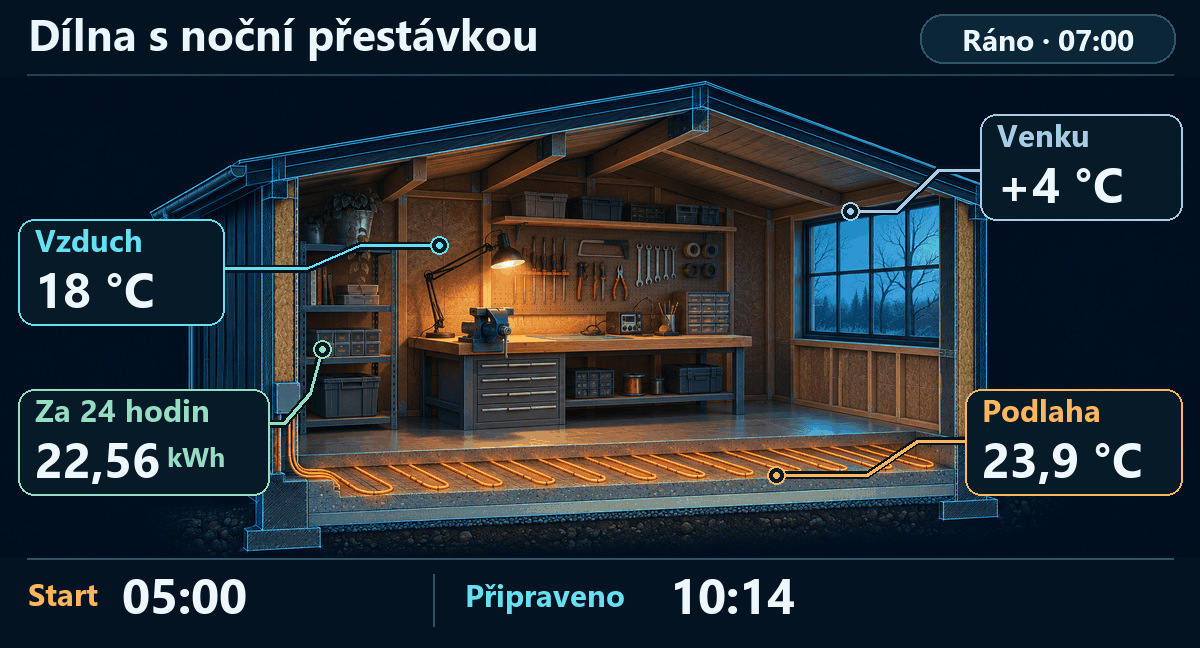 Dílna s noční přestávkou
Ráno · 07:00
Venku
+4 °C
Vzduch
18 °C
Za 24 hodin
22,56 kWh
Podlaha
23,9 °C
Start 05:00
Připraveno 10:14